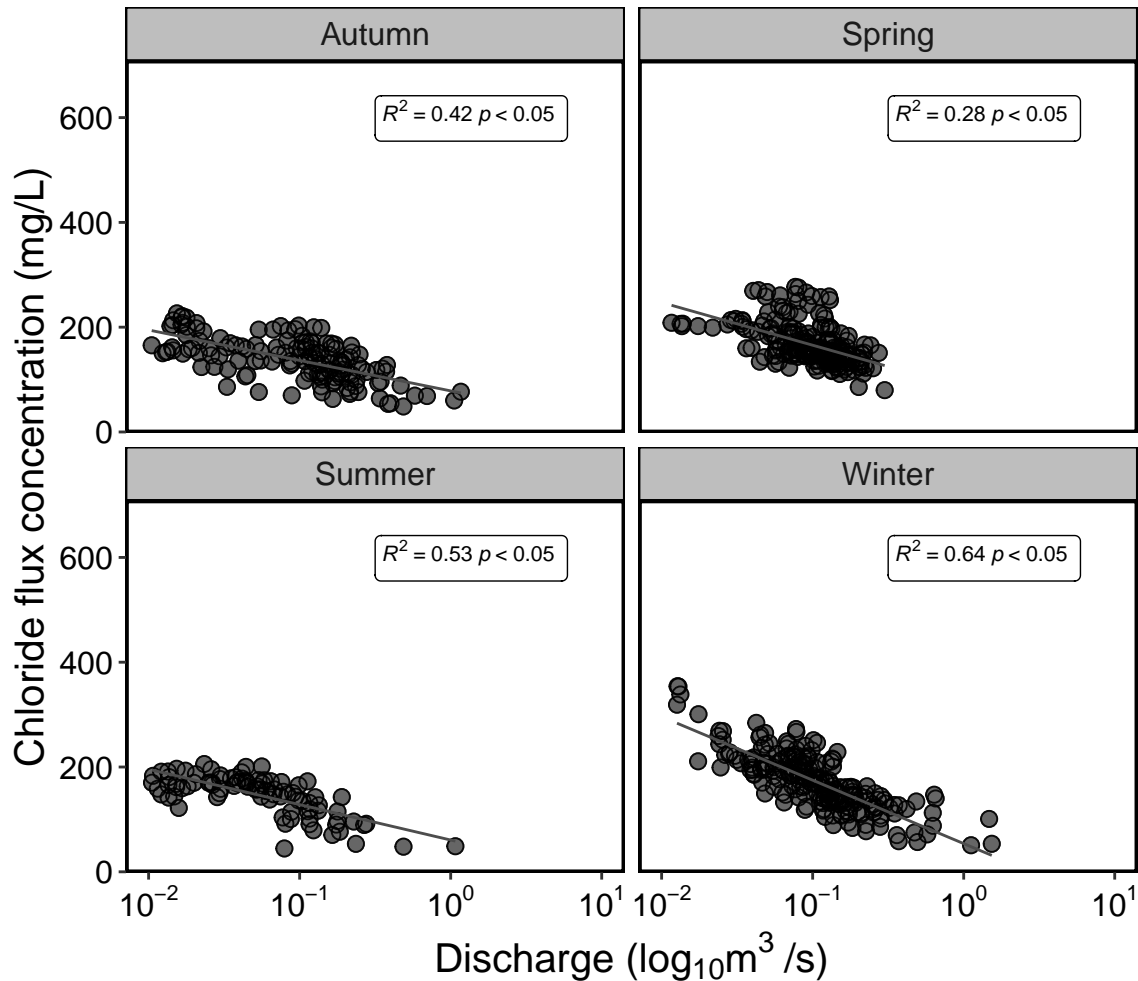 Autumn
Spring
R² = 0.42 p < 0.05
R² = 0.28 p < 0.05
600
400
200
0
Summer
Winter
R² = 0.53 p < 0.05
R² = 0.64 p < 0.05
600
400
200
0
10⁻² 10⁻¹ 10⁰ 10¹
10⁻² 10⁻¹ 10⁰ 10¹
Chloride flux concentration (mg/L)
Discharge (log₁₀m³ /s)